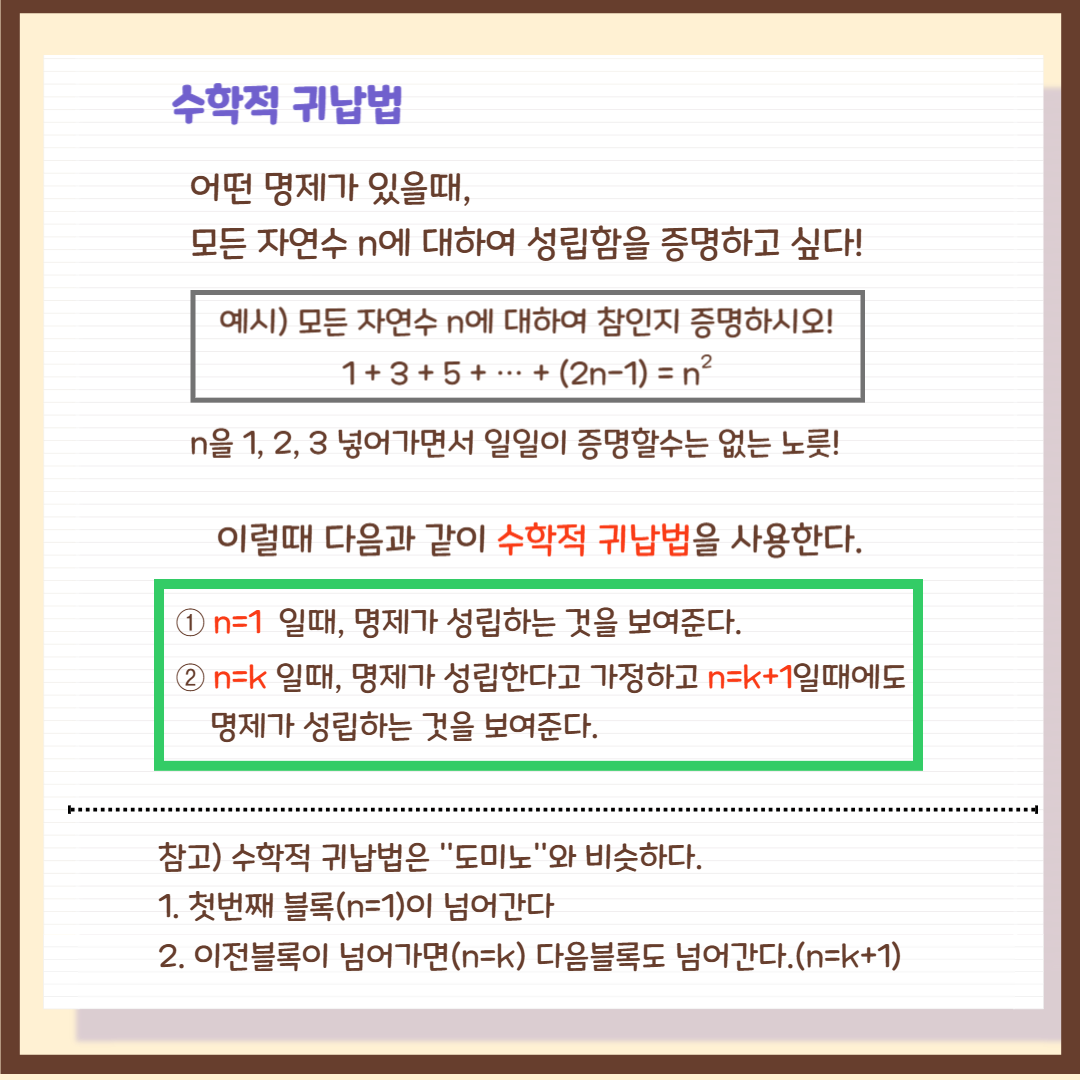 수학적 귀납법
어떤 명제가 있을때,
모든 자연수 n에 대하여 성립함을 증명하고 싶다!
예시) 모든 자연수 n에 대하여 참인지 증명하시오!
1 + 3 + 5 + ··· + (2n-1) = n²
n을 1, 2, 3 넣어가면서 일일이 증명할수는 없는 노릇!
이럴때 다음과 같이 수학적 귀납법을 사용한다.
① n=1 일때, 명제가 성립하는 것을 보여준다.
② n=k 일때, 명제가 성립한다고 가정하고 n=k+1일때에도
명제가 성립하는 것을 보여준다.
참고) 수학적 귀납법은 "도미노"와 비슷하다.
1. 첫번째 블록(n=1)이 넘어간다
2. 이전블록이 넘어가면(n=k) 다음블록도 넘어간다.(n=k+1)